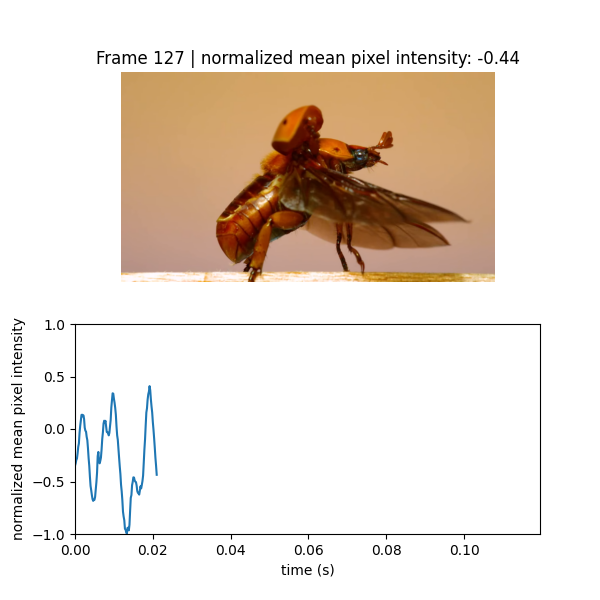 Frame 127 | normalized mean pixel intensity: -0.44
1.0
0.5
0.0
−0.5
−1.0
normalized mean pixel intensity
0.00 0.02 0.04 0.06 0.08 0.10
time (s)